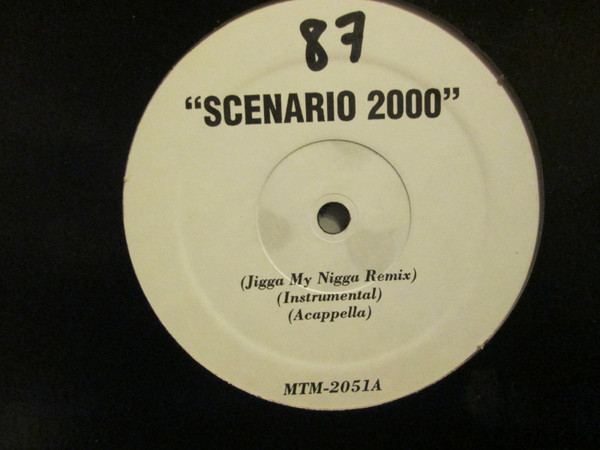 87
“SCENARIO 2000”
(Jigga My Nigga Remix)
(Instrumental)
(Acappella)
MTM-2051A